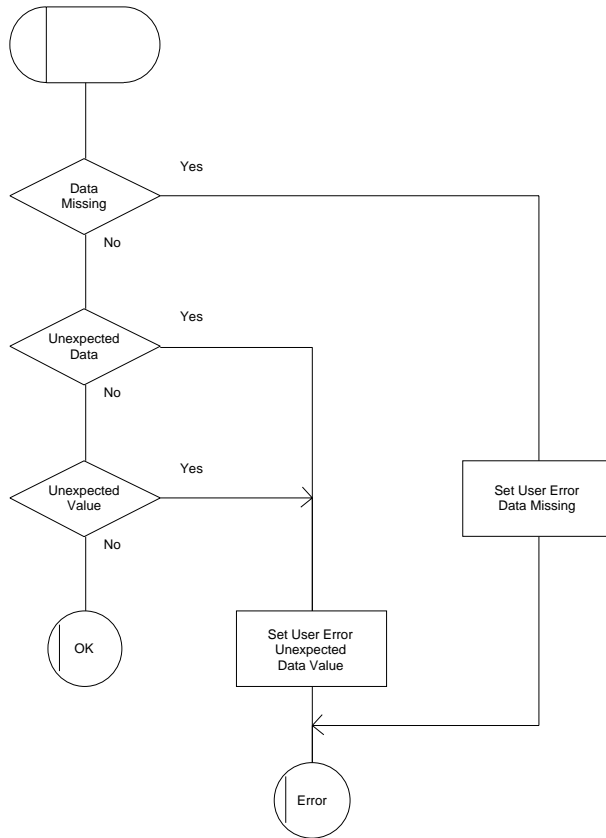 Yes
Data
Missing
No
Yes
Unexpected
Data
No
Yes
Unexpected
Value
No
Set User Error
Data Missing
OK
Set User Error
Unexpected
Data Value
Error